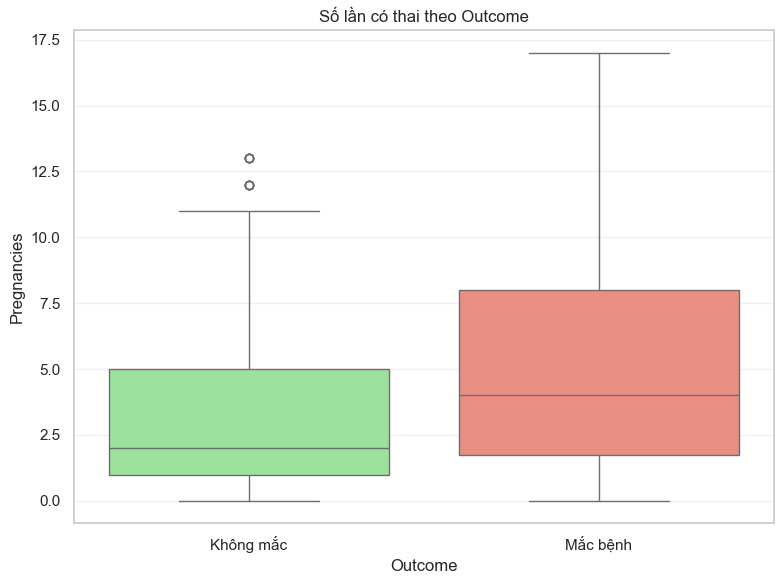 Số lần có thai theo Outcome
17.5
15.0
12.5
10.0
7.5
5.0
2.5
0.0
Pregnancies
Không mắc
Mắc bệnh
Outcome